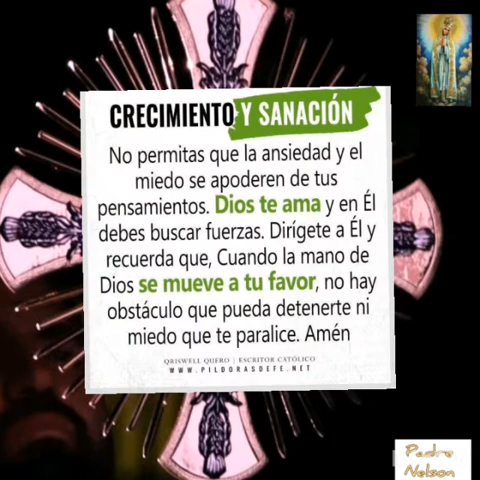 CRECIMIENTO Y SANACIÓN
No permitas que la ansiedad y el
miedo se apoderen de tus
pensamientos. Dios te ama y en Él
debes buscar fuerzas. Dirígete a Él y
recuerda que, Cuando la mano de
Dios se mueve a tu favor, no hay
obstáculo que pueda detenerte ni
miedo que te paralice. Amén
QRISWELL QUERO | ESCRITOR CATÓLICO
WWW.PILDORASDEFE.NET
Padre
Nelson